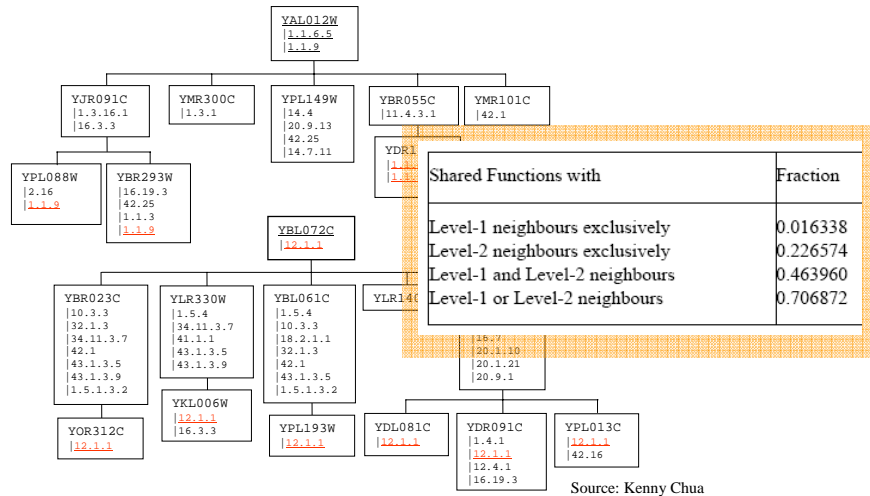 YAL012W
|1.1.6.5
|1.1.9
YJR091C
|1.3.16.1
|16.3.3
YMR300C
|1.3.1
YPL149W
|14.4
|20.9.13
|42.25
|14.7.11
YBR055C
|11.4.3.1
YMR101C
|42.1
YPL088W
|2.16
|1.1.9
YBR293W
|16.19.3
|42.25
|1.1.3
|1.1.9
Shared Functions with Fraction
Level-1 neighbours exclusively 0.016338
Level-2 neighbours exclusively 0.226574
Level-1 and Level-2 neighbours 0.463960
Level-1 or Level-2 neighbours 0.706872
YBL072C
|12.1.1
YBR023C
|10.3.3
|32.1.3
|34.11.3.7
|42.1
|43.1.3.5
|43.1.3.9
|1.5.1.3.2
YLR330W
|1.5.4
|34.11.3.7
|41.1.1
|43.1.3.5
|43.1.3.9
YBL061C
|1.5.4
|10.3.3
|18.2.1.1
|32.1.3
|42.1
|43.1.3.5
|1.5.1.3.2
|16.7
|20.1.10
|20.1.21
|20.9.1
YOR312C
|12.1.1
YKL006W
|12.1.1
|16.3.3
YPL193W
|12.1.1
YDL081C
|12.1.1
YDR091C
|1.4.1
|12.1.1
|12.4.1
|16.19.3
YPL013C
|12.1.1
|42.16
Source: Kenny Chua